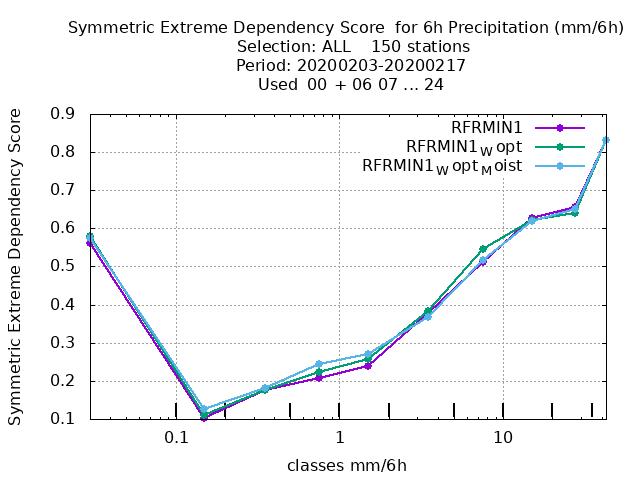 Symmetric Extreme Dependency Score  for 6h Precipitation (mm/6h)
Selection: ALL    150 stations
Period: 20200203-20200217
Used  00 + 06 07 ... 24
Symmetric Extreme Dependency Score
0.9
0.8
0.7
0.6
0.5
0.4
0.3
0.2
0.1
RFRMIN1
RFRMIN1Wopt
RFRMIN1WoptMoist
0.1 1 10
classes mm/6h